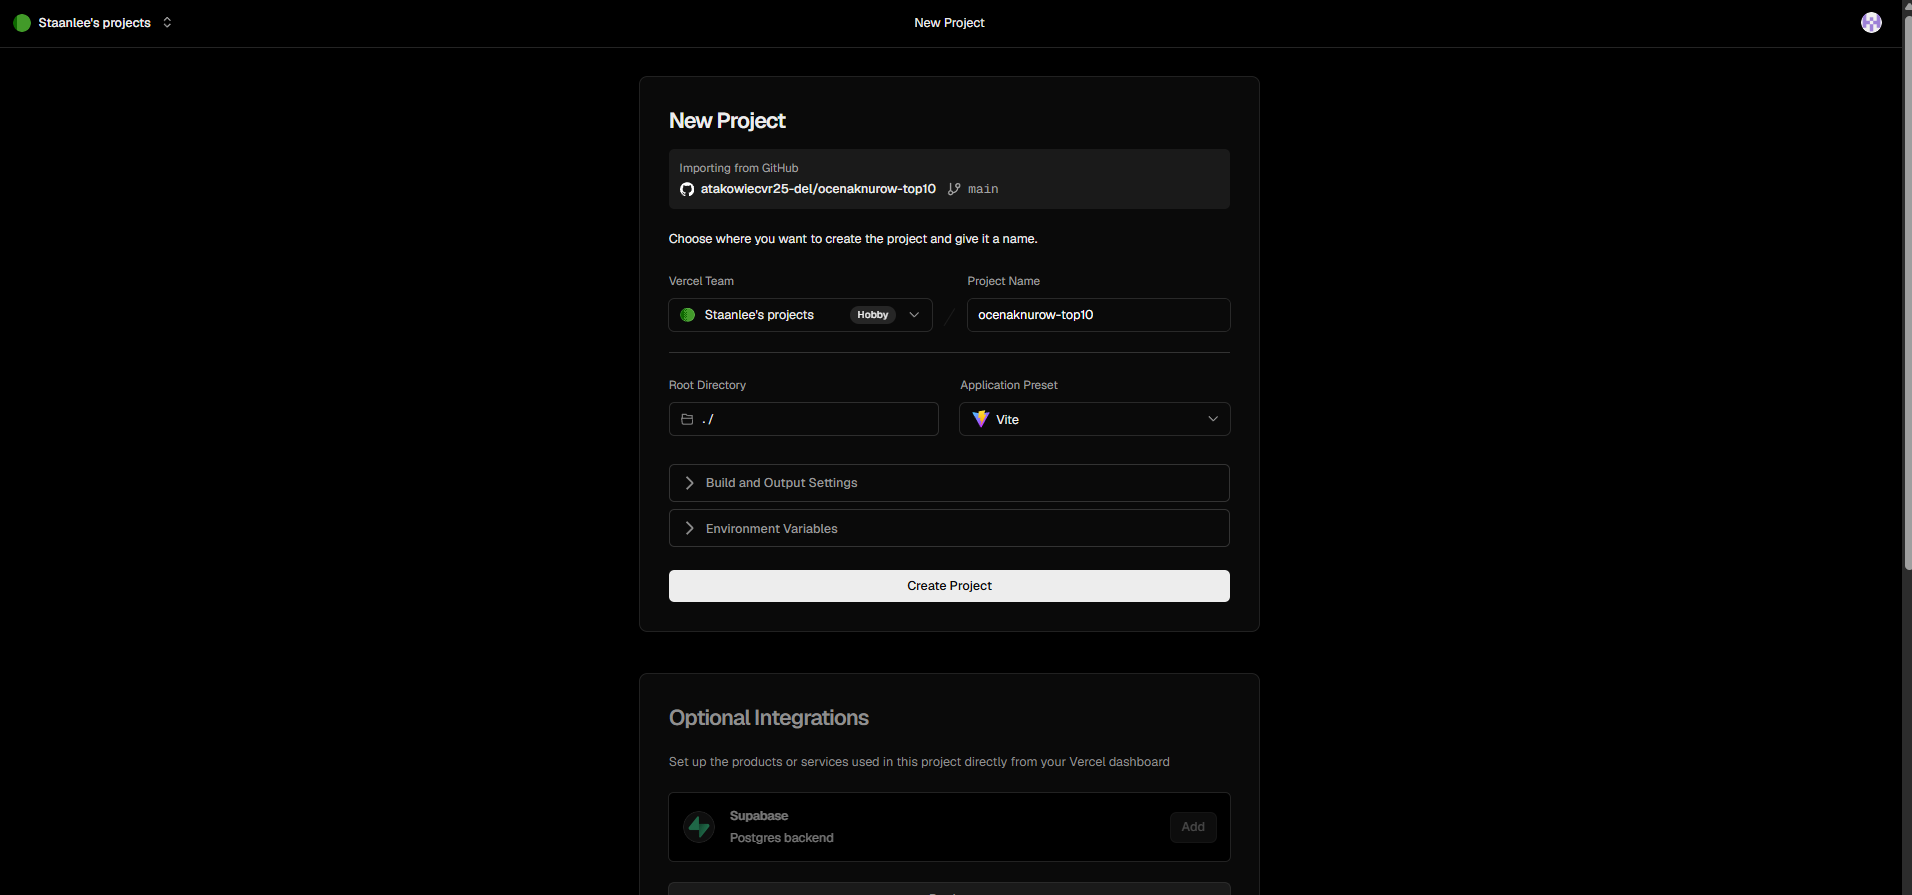 Staanlee's projects
New Project
New Project
Importing from GitHub
atakowiecvr25-del/ocenaknurow-top10 main
Choose where you want to create the project and give it a name.
Vercel Team
Project Name
Staanlee's projects Hobby
/
ocenaknurow-top10
Root Directory
Application Preset
./
Vite
Build and Output Settings
Environment Variables
Create Project
Optional Integrations
Set up the products or services used in this project directly from your Vercel dashboard
Supabase
Postgres backend
Add